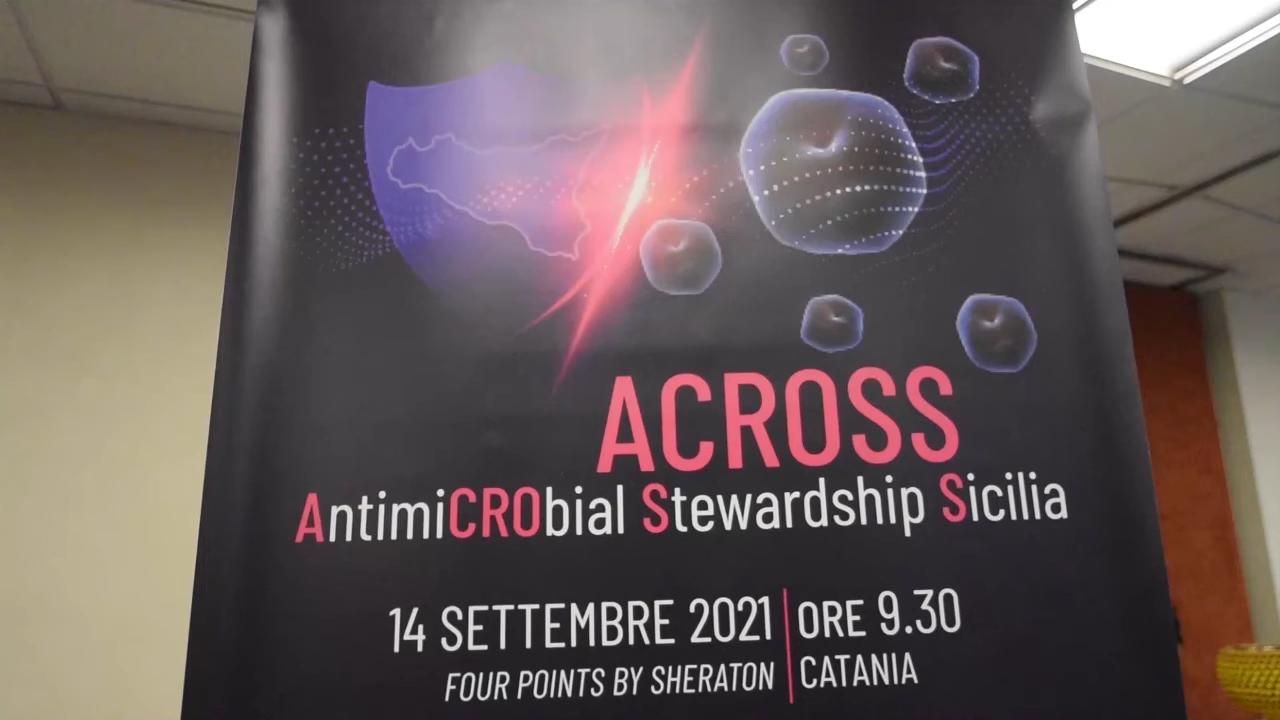 ACROSS
AntimiCRObial Stewardship Sicilia
14 SETTEMBRE 2021 | ORE 9.30
FOUR POINTS BY SHERATON | CATANIA